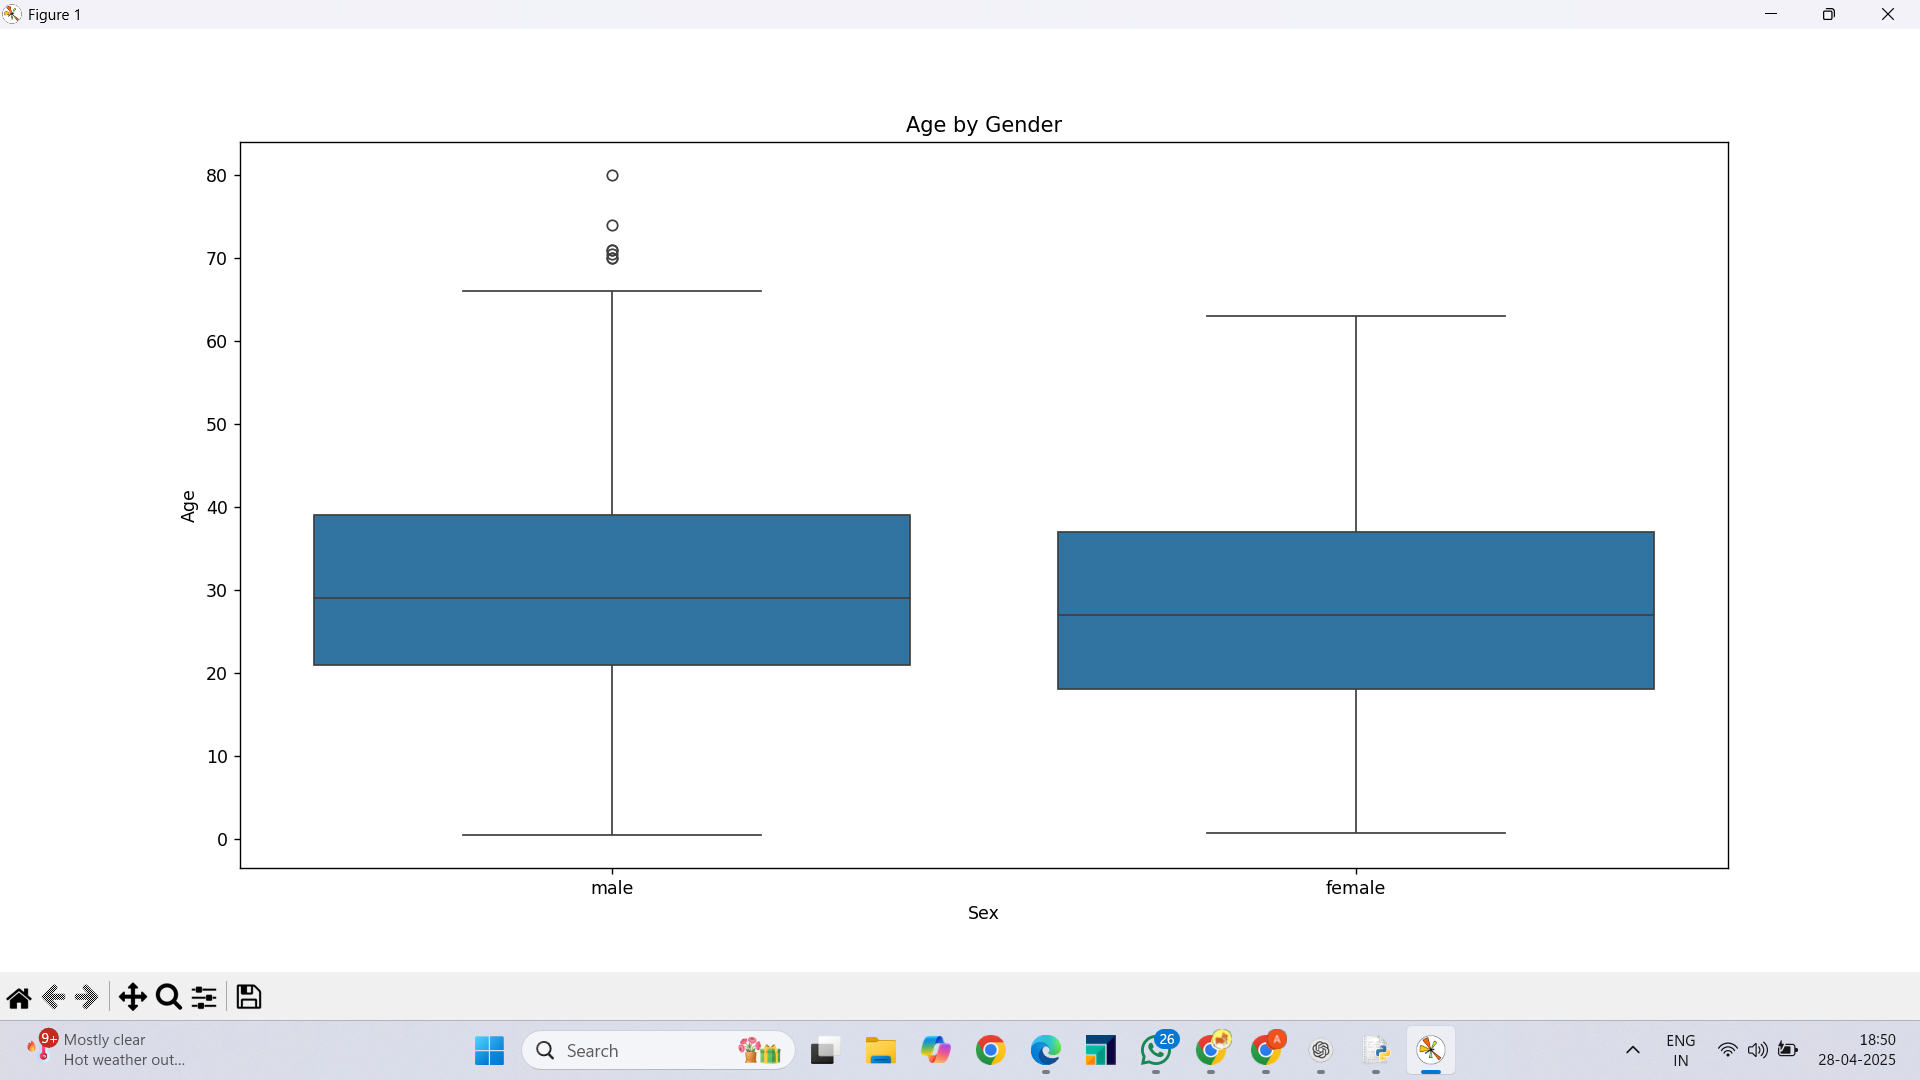 Figure 1
Age by Gender
80
70
60
50
40
30
20
10
0
Age
male
female
Sex
9+
Mostly clear
Hot weather out...
Search
26
A
ENG
IN
18:50
28-04-2025